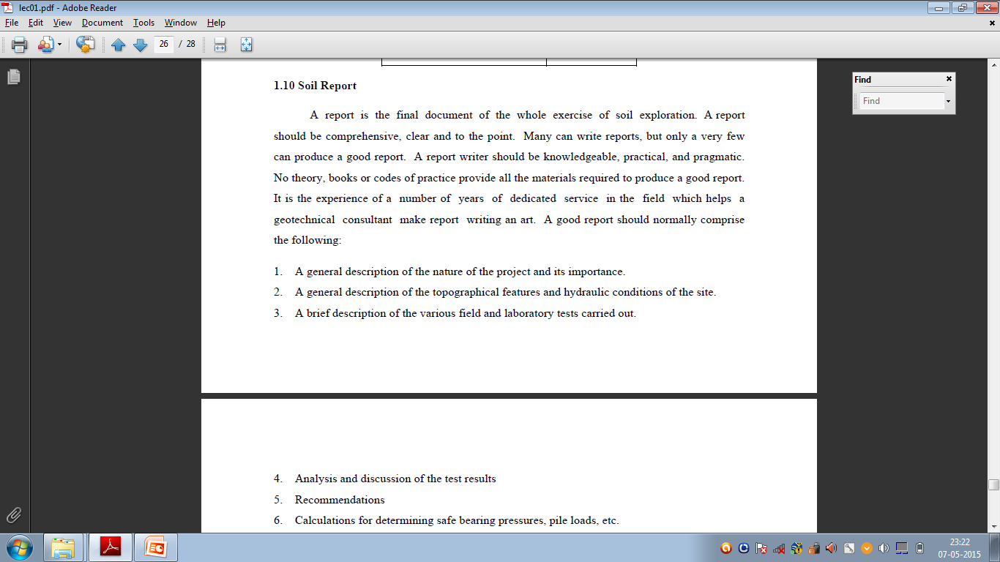 lec01.pdf - Adobe Reader
File Edit View Document Tools Window Help
26 / 28
Find
Find
1.10 Soil Report
A report is the final document of the whole exercise of soil exploration. A report
should be comprehensive, clear and to the point. Many can write reports, but only a very few
can produce a good report. A report writer should be knowledgeable, practical, and pragmatic.
No theory, books or codes of practice provide all the materials required to produce a good report.
It is the experience of a number of years of dedicated service in the field which helps a
geotechnical consultant make report writing an art. A good report should normally comprise
the following:
1. A general description of the nature of the project and its importance.
2. A general description of the topographical features and hydraulic conditions of the site.
3. A brief description of the various field and laboratory tests carried out.
4. Analysis and discussion of the test results
5. Recommendations
6. Calculations for determining safe bearing pressures, pile loads, etc.
23:22
07-05-2015